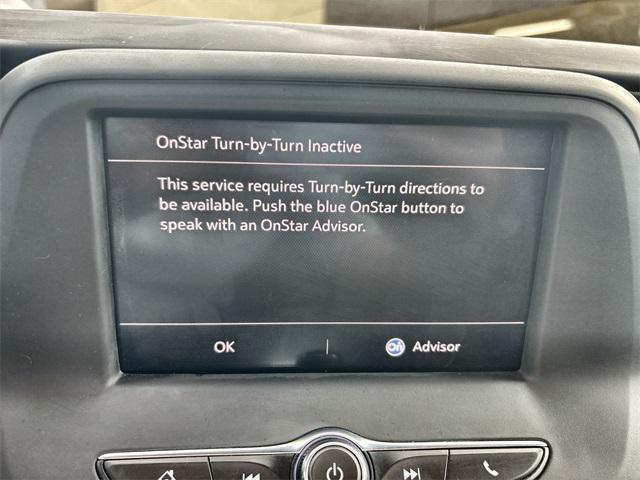 OnStar Turn-by-Turn Inactive
This service requires Turn-by-Turn directions to
be available. Push the blue OnStar button to
speak with an OnStar Advisor.
OK
On Advisor